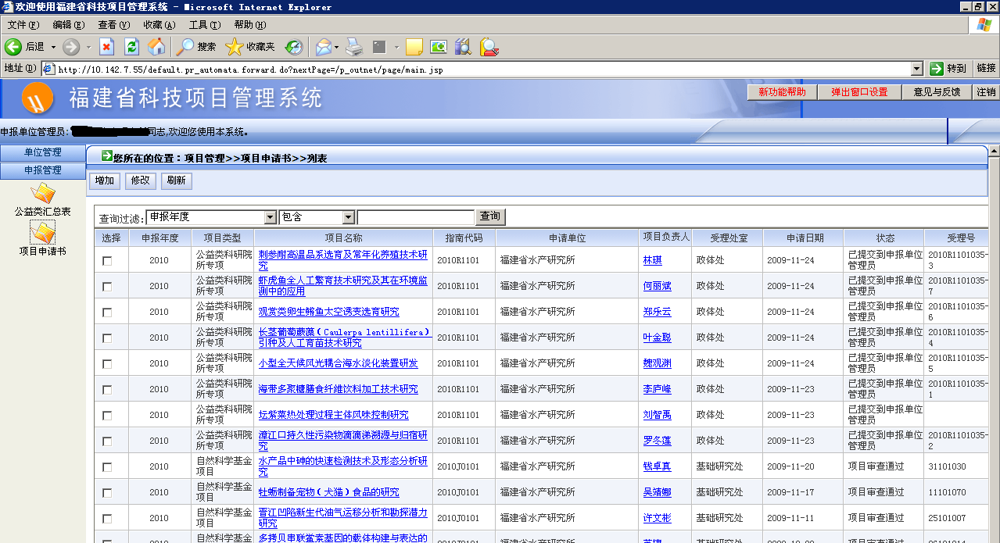 欢迎使用福建省科技项目管理系统 - Microsoft Internet Explorer
文件(F) 编辑(E) 查看(V) 收藏(A) 工具(T) 帮助(H)
后退 搜索 收藏夹
地址(D) http://10.142.7.55/default.pr_automata.forward.do?nextPage=/p_outnet/page/main.jsp 转到 链接
福建省科技项目管理系统
新功能帮助 弹出窗口设置 意见与反馈 注销
申报单位管理员: 同志,欢迎您使用本系统。
单位管理
申报管理
公益类汇总表
项目申请书
您所在的位置：项目管理>>项目申请书>>列表
增加 修改 刷新
查询过滤: 申报年度 包含 查询
选择 申报年度 项目类型 项目名称 指南代码 申请单位 项目负责人 受理处室 申请日期 状态 受理号
2010 公益类科研院所专项 刺参耐高温品系选育及常年化养殖技术研究 2010R1101 福建省水产研究所 林琪 政体处 2009-11-24 已提交到申报单位管理员 2010R1101035-3
2010 公益类科研院所专项 虾虎鱼全人工繁育技术研究及其在环境监测中的应用 2010R1101 福建省水产研究所 何丽斌 政体处 2009-11-24 已提交到申报单位管理员 2010R1101035-7
2010 公益类科研院所专项 观赏类卵生鳉鱼太空诱变选育研究 2010R1101 福建省水产研究所 郑乐云 政体处 2009-11-24 已提交到申报单位管理员 2010R1101035-6
2010 公益类科研院所专项 长茎葡萄蕨藻（Caulerpa lentillifera）引种及人工育苗技术研究 2010R1101 福建省水产研究所 叶金聪 政体处 2009-11-24 已提交到申报单位管理员 2010R1101035-4
2010 公益类科研院所专项 小型全天候风光耦合海水淡化装置研发 2010R1101 福建省水产研究所 魏观渊 政体处 2009-11-24 已提交到申报单位管理员 2010R1101035-5
2010 公益类科研院所专项 海带多聚糖膳食纤维饮料加工技术研究 2010R1101 福建省水产研究所 李庐峰 政体处 2009-11-23 已提交到申报单位管理员 2010R1101035-1
2010 公益类科研院所专项 坛紫菜热处理过程主体风味控制研究 2010R1101 福建省水产研究所 刘智禹 政体处 2009-11-23 已提交到申报单位管理员
2010 公益类科研院所专项 漳江口持久性污染物滴滴涕溯源与归宿研究 2010R1101 福建省水产研究所 罗冬莲 政体处 2009-11-23 已提交到申报单位管理员 2010R1101035-2
2010 自然科学基金项目 水产品中砷的快速检测技术及形态分析研究 2010J0101 福建省水产研究所 钱卓真 基础研究处 2009-11-20 项目审查通过 31101030
2010 自然科学基金项目 牡蛎制备宠物（犬猫）食品的研究 2010J0101 福建省水产研究所 吴靖娜 基础研究处 2009-11-17 项目审查通过 11101070
2010 自然科学基金项目 晋江凹陷新生代油气运移分析和勘探潜力研究 2010J0101 福建省水产研究所 许文彬 基础研究处 2009-11-11 项目审查通过 25101007
2010 自然科学基金 多拷贝串联鲎素基因的载体构建与表达的 2010J0101 福建省水产研究所 基础研究处 项目审查通过